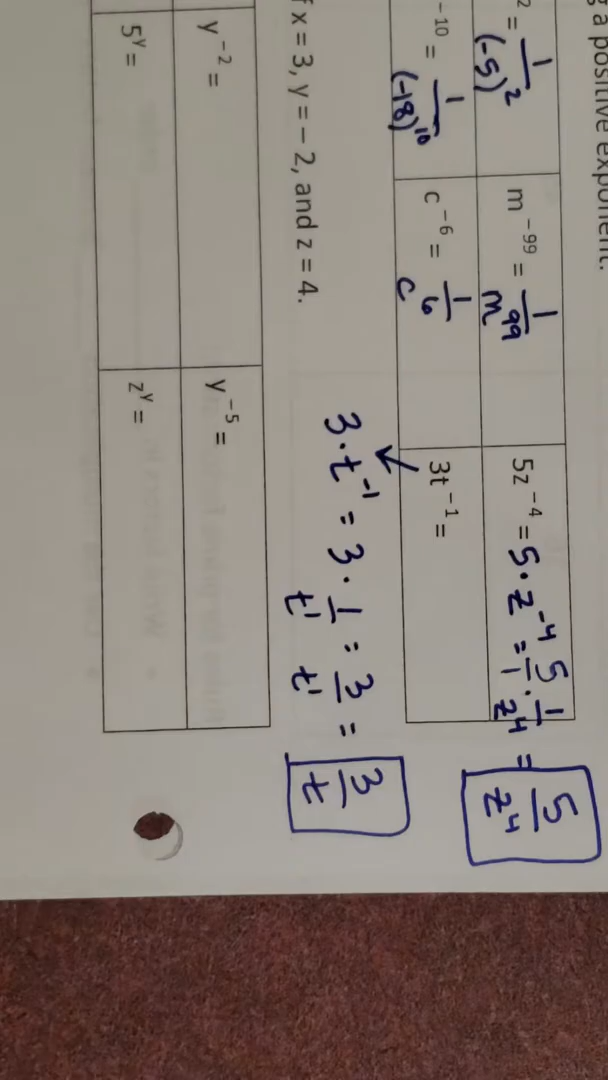 g a positive exponent.
² = 1/(-5)² m⁻⁹⁹ = 1/m⁹⁹ 5z⁻⁴ = 5·z⁻⁴ = 5/1 · 1/z⁴ = 5/z⁴
⁻¹⁰ = 1/(-18)¹⁰ c⁻⁶ = 1/c⁶ 3t⁻¹ =
3·t⁻¹ = 3·1/t¹ = 3/t¹ = 3/t
f x = 3, y = – 2, and z = 4.
y⁻² = y⁻⁵ =
5ʸ = zʸ =